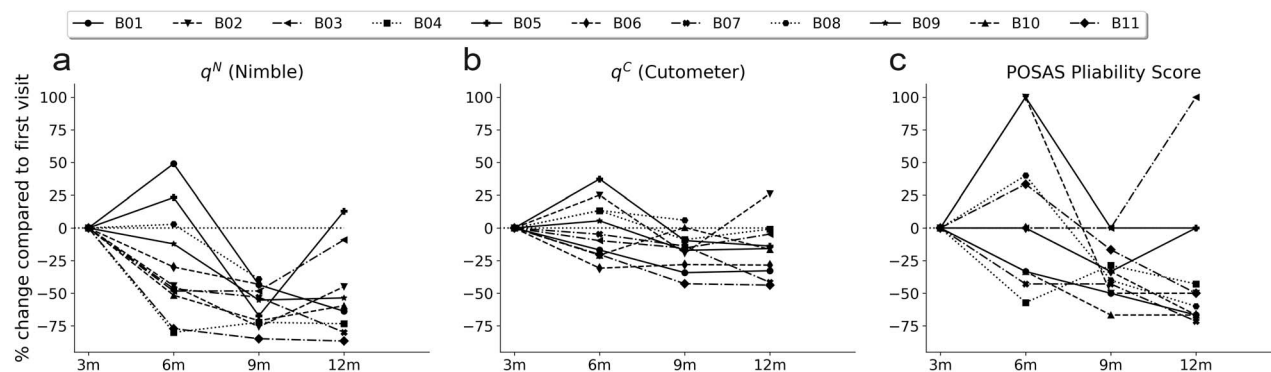 B01 B02 B03 B04 B05 B06 B07 B08 B09 B10 B11
a b c
qᴺ (Nimble) qᶜ (Cutometer) POSAS Pliability Score
% change compared to first visit
100 100 100
75 75 75
50 50 50
25 25 25
0 0 0
−25 −25 −25
−50 −50 −50
−75 −75 −75
3m 6m 9m 12m 3m 6m 9m 12m 3m 6m 9m 12m